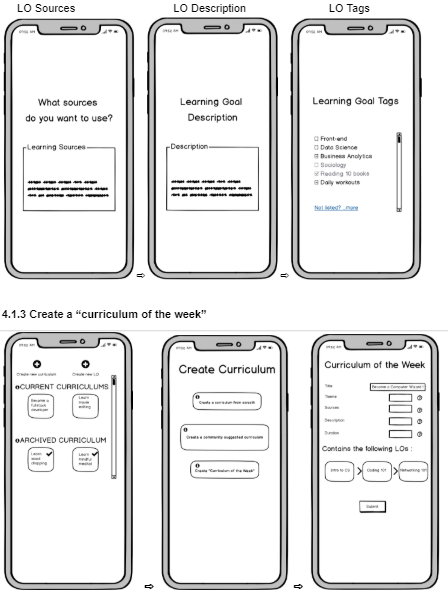 LO Sources
LO Description
LO Tags
What sources
do you want to use?
Learning Sources
Learning Goal
Description
Description
Learning Goal Tags
Front-end
Data Science
Business Analytics
Sociology
Reading 10 books
Daily workouts
Not listed? ...more
4.1.3 Create a “curriculum of the week”
Create new curriculum
Create new LO
CURRENT CURRICULUMS
Become a
fullstack
developer
Learn
movie
editing
ARCHIVED CURRICULUM
Learn
wood
chopping
Learn
helpful
Create Curriculum
Create a curriculum from scratch
Create a community suggested curriculum
Create "Curriculum of the Week"
Curriculum of the Week
Title
Become a Computer Wizard
Theme
Sources
Description
Duration
Contains the following LOs :
Intro to CS
Coding 101
Networking 101
Submit